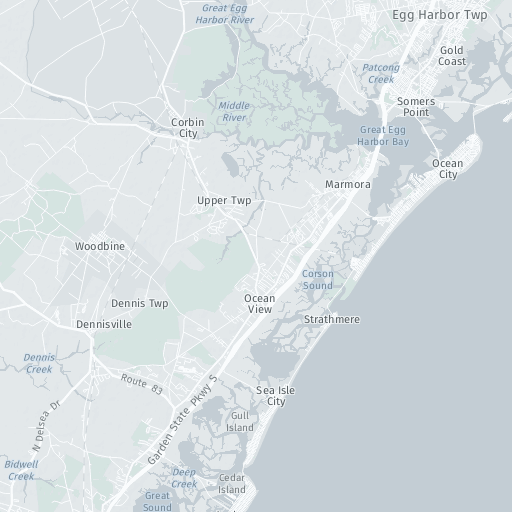 Great Egg
Harbor River
Egg Harbor Twp
Gold
Coast
Patcong
Creek
Middle
River
Somers
Point
Corbin
City
Great Egg
Harbor Bay
Ocean
City
Marmora
Upper Twp
Woodbine
Corson
Sound
Dennis Twp
Ocean
View
Dennisville
Strathmere
Dennis
Creek
Route 83
Garden State Pkwy S
Sea Isle
City
N Delsea Dr
Gull
Island
Bidwell
Creek
Deep
Creek
Cedar
Island
Great
Sound